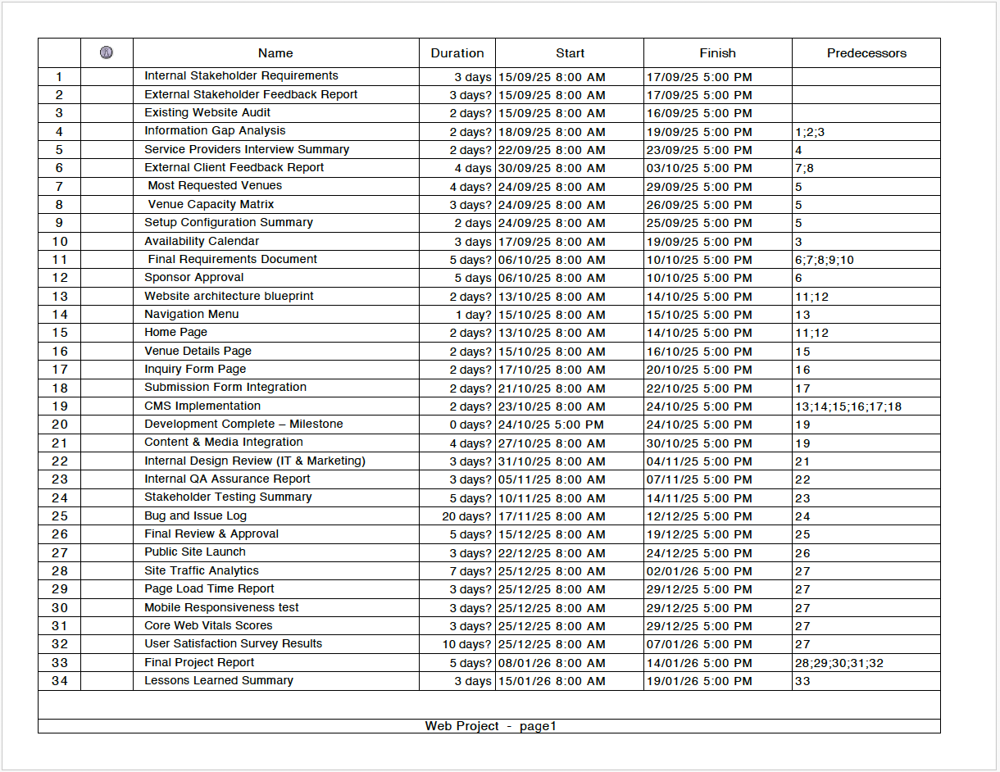 Name Duration Start Finish Predecessors
1 Internal Stakeholder Requirements 3 days 15/09/25 8:00 AM 17/09/25 5:00 PM
2 External Stakeholder Feedback Report 3 days? 15/09/25 8:00 AM 17/09/25 5:00 PM
3 Existing Website Audit 2 days? 15/09/25 8:00 AM 16/09/25 5:00 PM
4 Information Gap Analysis 2 days? 18/09/25 8:00 AM 19/09/25 5:00 PM 1;2;3
5 Service Providers Interview Summary 2 days? 22/09/25 8:00 AM 23/09/25 5:00 PM 4
6 External Client Feedback Report 4 days 30/09/25 8:00 AM 03/10/25 5:00 PM 7;8
7 Most Requested Venues 4 days? 24/09/25 8:00 AM 29/09/25 5:00 PM 5
8 Venue Capacity Matrix 3 days? 24/09/25 8:00 AM 26/09/25 5:00 PM 5
9 Setup Configuration Summary 2 days 24/09/25 8:00 AM 25/09/25 5:00 PM 5
10 Availability Calendar 3 days 17/09/25 8:00 AM 19/09/25 5:00 PM 3
11 Final Requirements Document 5 days? 06/10/25 8:00 AM 10/10/25 5:00 PM 6;7;8;9;10
12 Sponsor Approval 5 days 06/10/25 8:00 AM 10/10/25 5:00 PM 6
13 Website architecture blueprint 2 days? 13/10/25 8:00 AM 14/10/25 5:00 PM 11;12
14 Navigation Menu 1 day? 15/10/25 8:00 AM 15/10/25 5:00 PM 13
15 Home Page 2 days? 13/10/25 8:00 AM 14/10/25 5:00 PM 11;12
16 Venue Details Page 2 days? 15/10/25 8:00 AM 16/10/25 5:00 PM 15
17 Inquiry Form Page 2 days? 17/10/25 8:00 AM 20/10/25 5:00 PM 16
18 Submission Form Integration 2 days? 21/10/25 8:00 AM 22/10/25 5:00 PM 17
19 CMS Implementation 2 days? 23/10/25 8:00 AM 24/10/25 5:00 PM 13;14;15;16;17;18
20 Development Complete – Milestone 0 days? 24/10/25 5:00 PM 24/10/25 5:00 PM 19
21 Content & Media Integration 4 days? 27/10/25 8:00 AM 30/10/25 5:00 PM 19
22 Internal Design Review (IT & Marketing) 3 days? 31/10/25 8:00 AM 04/11/25 5:00 PM 21
23 Internal QA Assurance Report 3 days? 05/11/25 8:00 AM 07/11/25 5:00 PM 22
24 Stakeholder Testing Summary 5 days? 10/11/25 8:00 AM 14/11/25 5:00 PM 23
25 Bug and Issue Log 20 days? 17/11/25 8:00 AM 12/12/25 5:00 PM 24
26 Final Review & Approval 5 days? 15/12/25 8:00 AM 19/12/25 5:00 PM 25
27 Public Site Launch 3 days? 22/12/25 8:00 AM 24/12/25 5:00 PM 26
28 Site Traffic Analytics 7 days? 25/12/25 8:00 AM 02/01/26 5:00 PM 27
29 Page Load Time Report 3 days? 25/12/25 8:00 AM 29/12/25 5:00 PM 27
30 Mobile Responsiveness test 3 days? 25/12/25 8:00 AM 29/12/25 5:00 PM 27
31 Core Web Vitals Scores 3 days? 25/12/25 8:00 AM 29/12/25 5:00 PM 27
32 User Satisfaction Survey Results 10 days? 25/12/25 8:00 AM 07/01/26 5:00 PM 27
33 Final Project Report 5 days? 08/01/26 8:00 AM 14/01/26 5:00 PM 28;29;30;31;32
34 Lessons Learned Summary 3 days 15/01/26 8:00 AM 19/01/26 5:00 PM 33
Web Project - page1